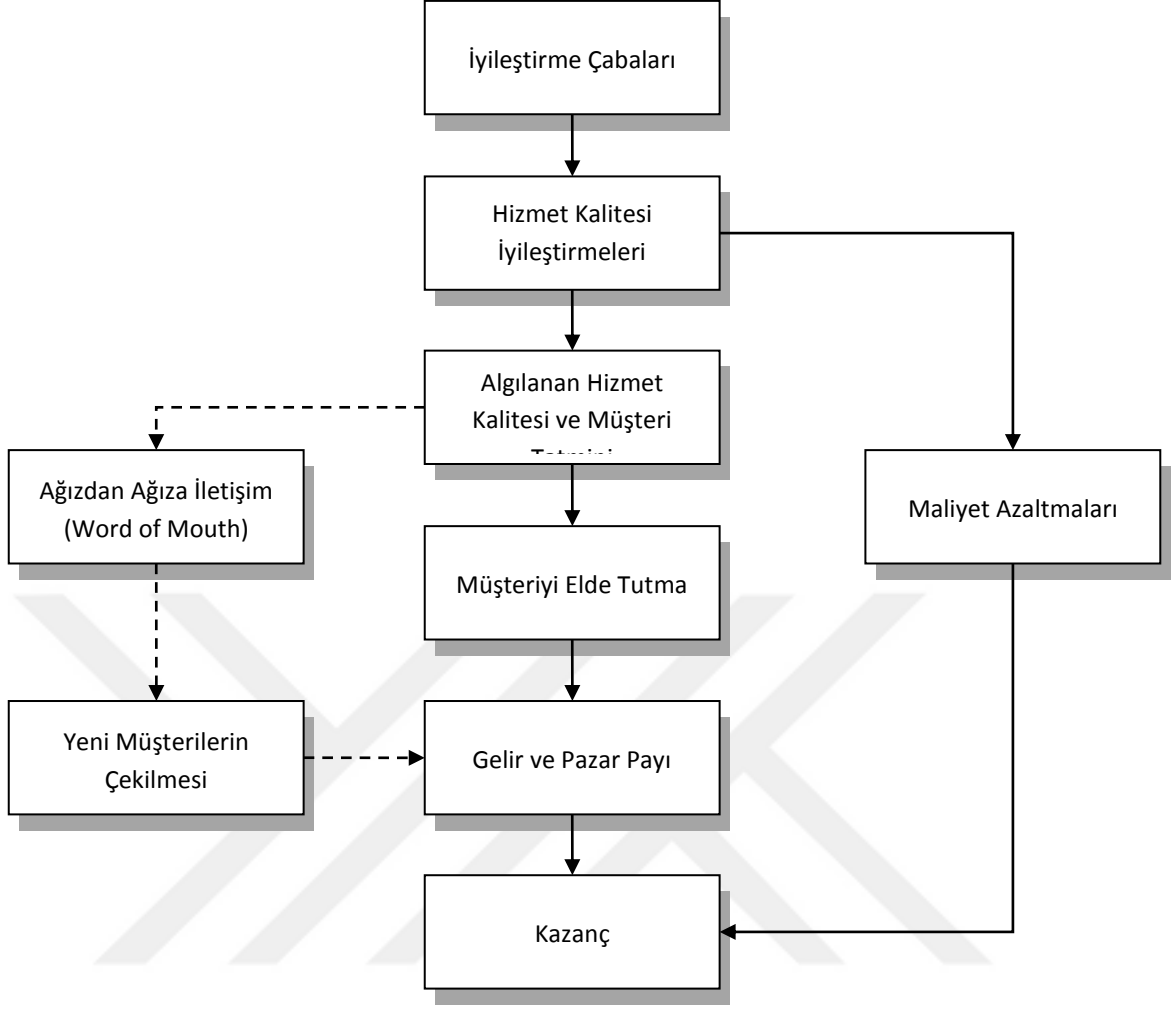 İyileştirme Çabaları
Hizmet Kalitesi
İyileştirmeleri
Algılanan Hizmet
Kalitesi ve Müşteri
Tatmini
Ağızdan Ağıza İletişim
(Word of Mouth)
Maliyet Azaltmaları
Müşteriyi Elde Tutma
Yeni Müşterilerin
Çekilmesi
Gelir ve Pazar Payı
Kazanç